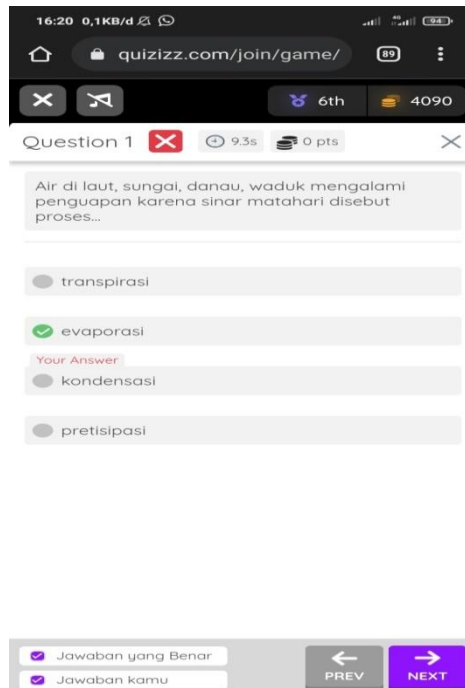 16:20 0,1KB/d
4G
94
quizizz.com/join/game/
89
6th
4090
Question 1
9.3s
0 pts
Air di laut, sungai, danau, waduk mengalami
penguapan karena sinar matahari disebut
proses...
transpirasi
evaporasi
Your Answer
kondensasi
pretisipasi
Jawaban yang Benar
Jawaban kamu
PREV
NEXT